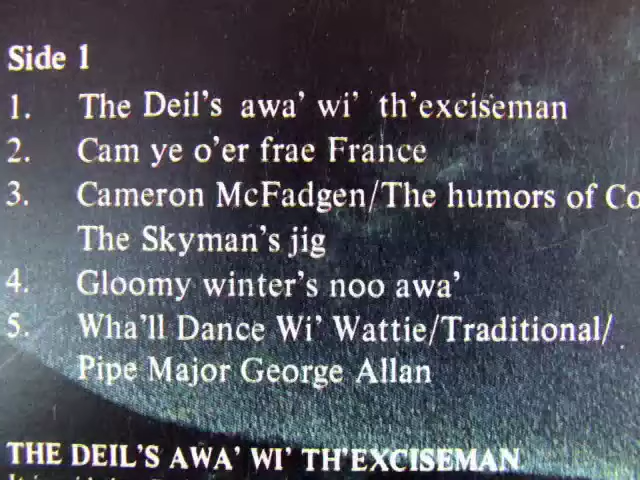 Side 1
1. The Deil's awa' wi' th'exciseman
2. Cam ye o'er frae France
3. Cameron McFadgen/The humors of Co
The Skyman's jig
4. Gloomy winter's noo awa'
5. Wha'll Dance Wi' Wattie/Traditional/
Pipe Major George Allan
THE DEIL'S AWA' WI' TH'EXCISEMAN